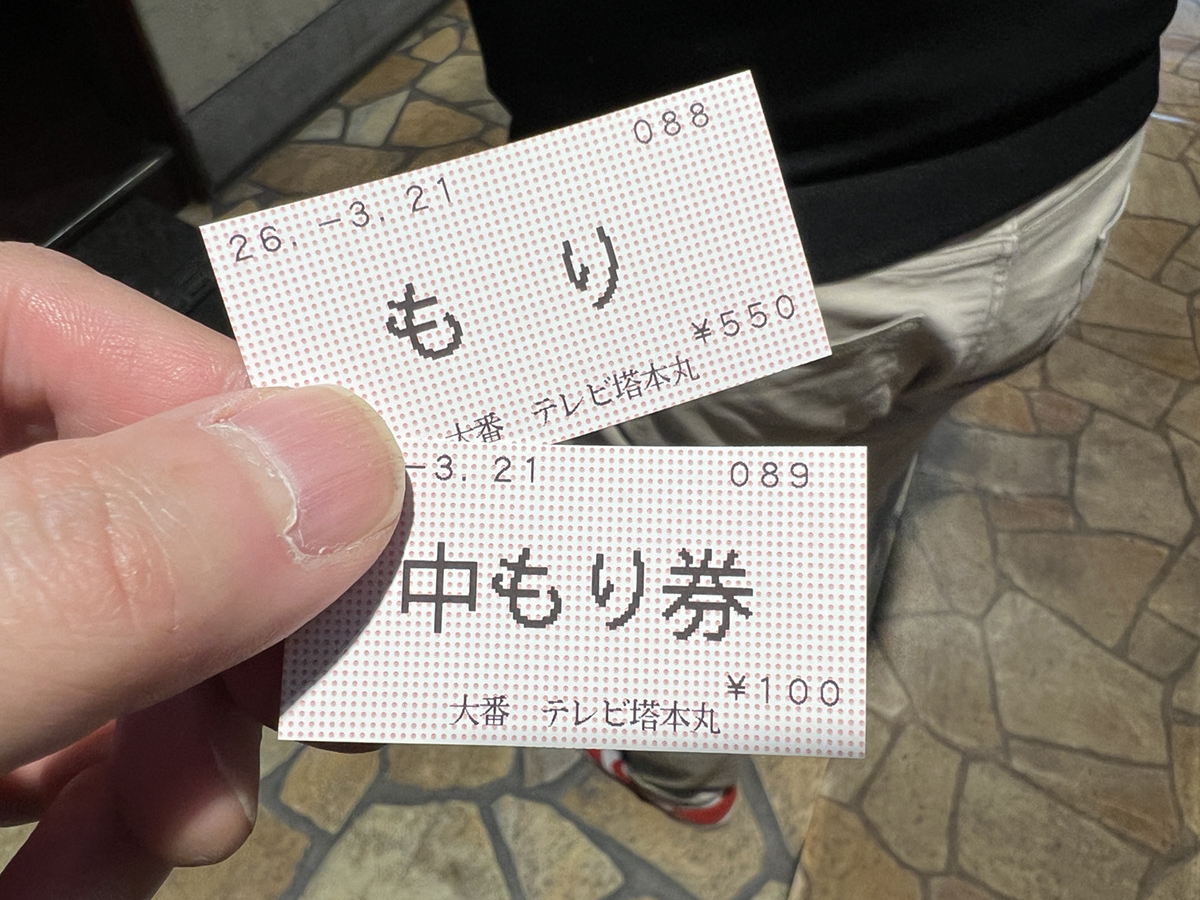 26.-3.21 088
もり
¥550
大番 テレビ塔本丸
-3.21 089
中もり券
¥100
大番 テレビ塔本丸